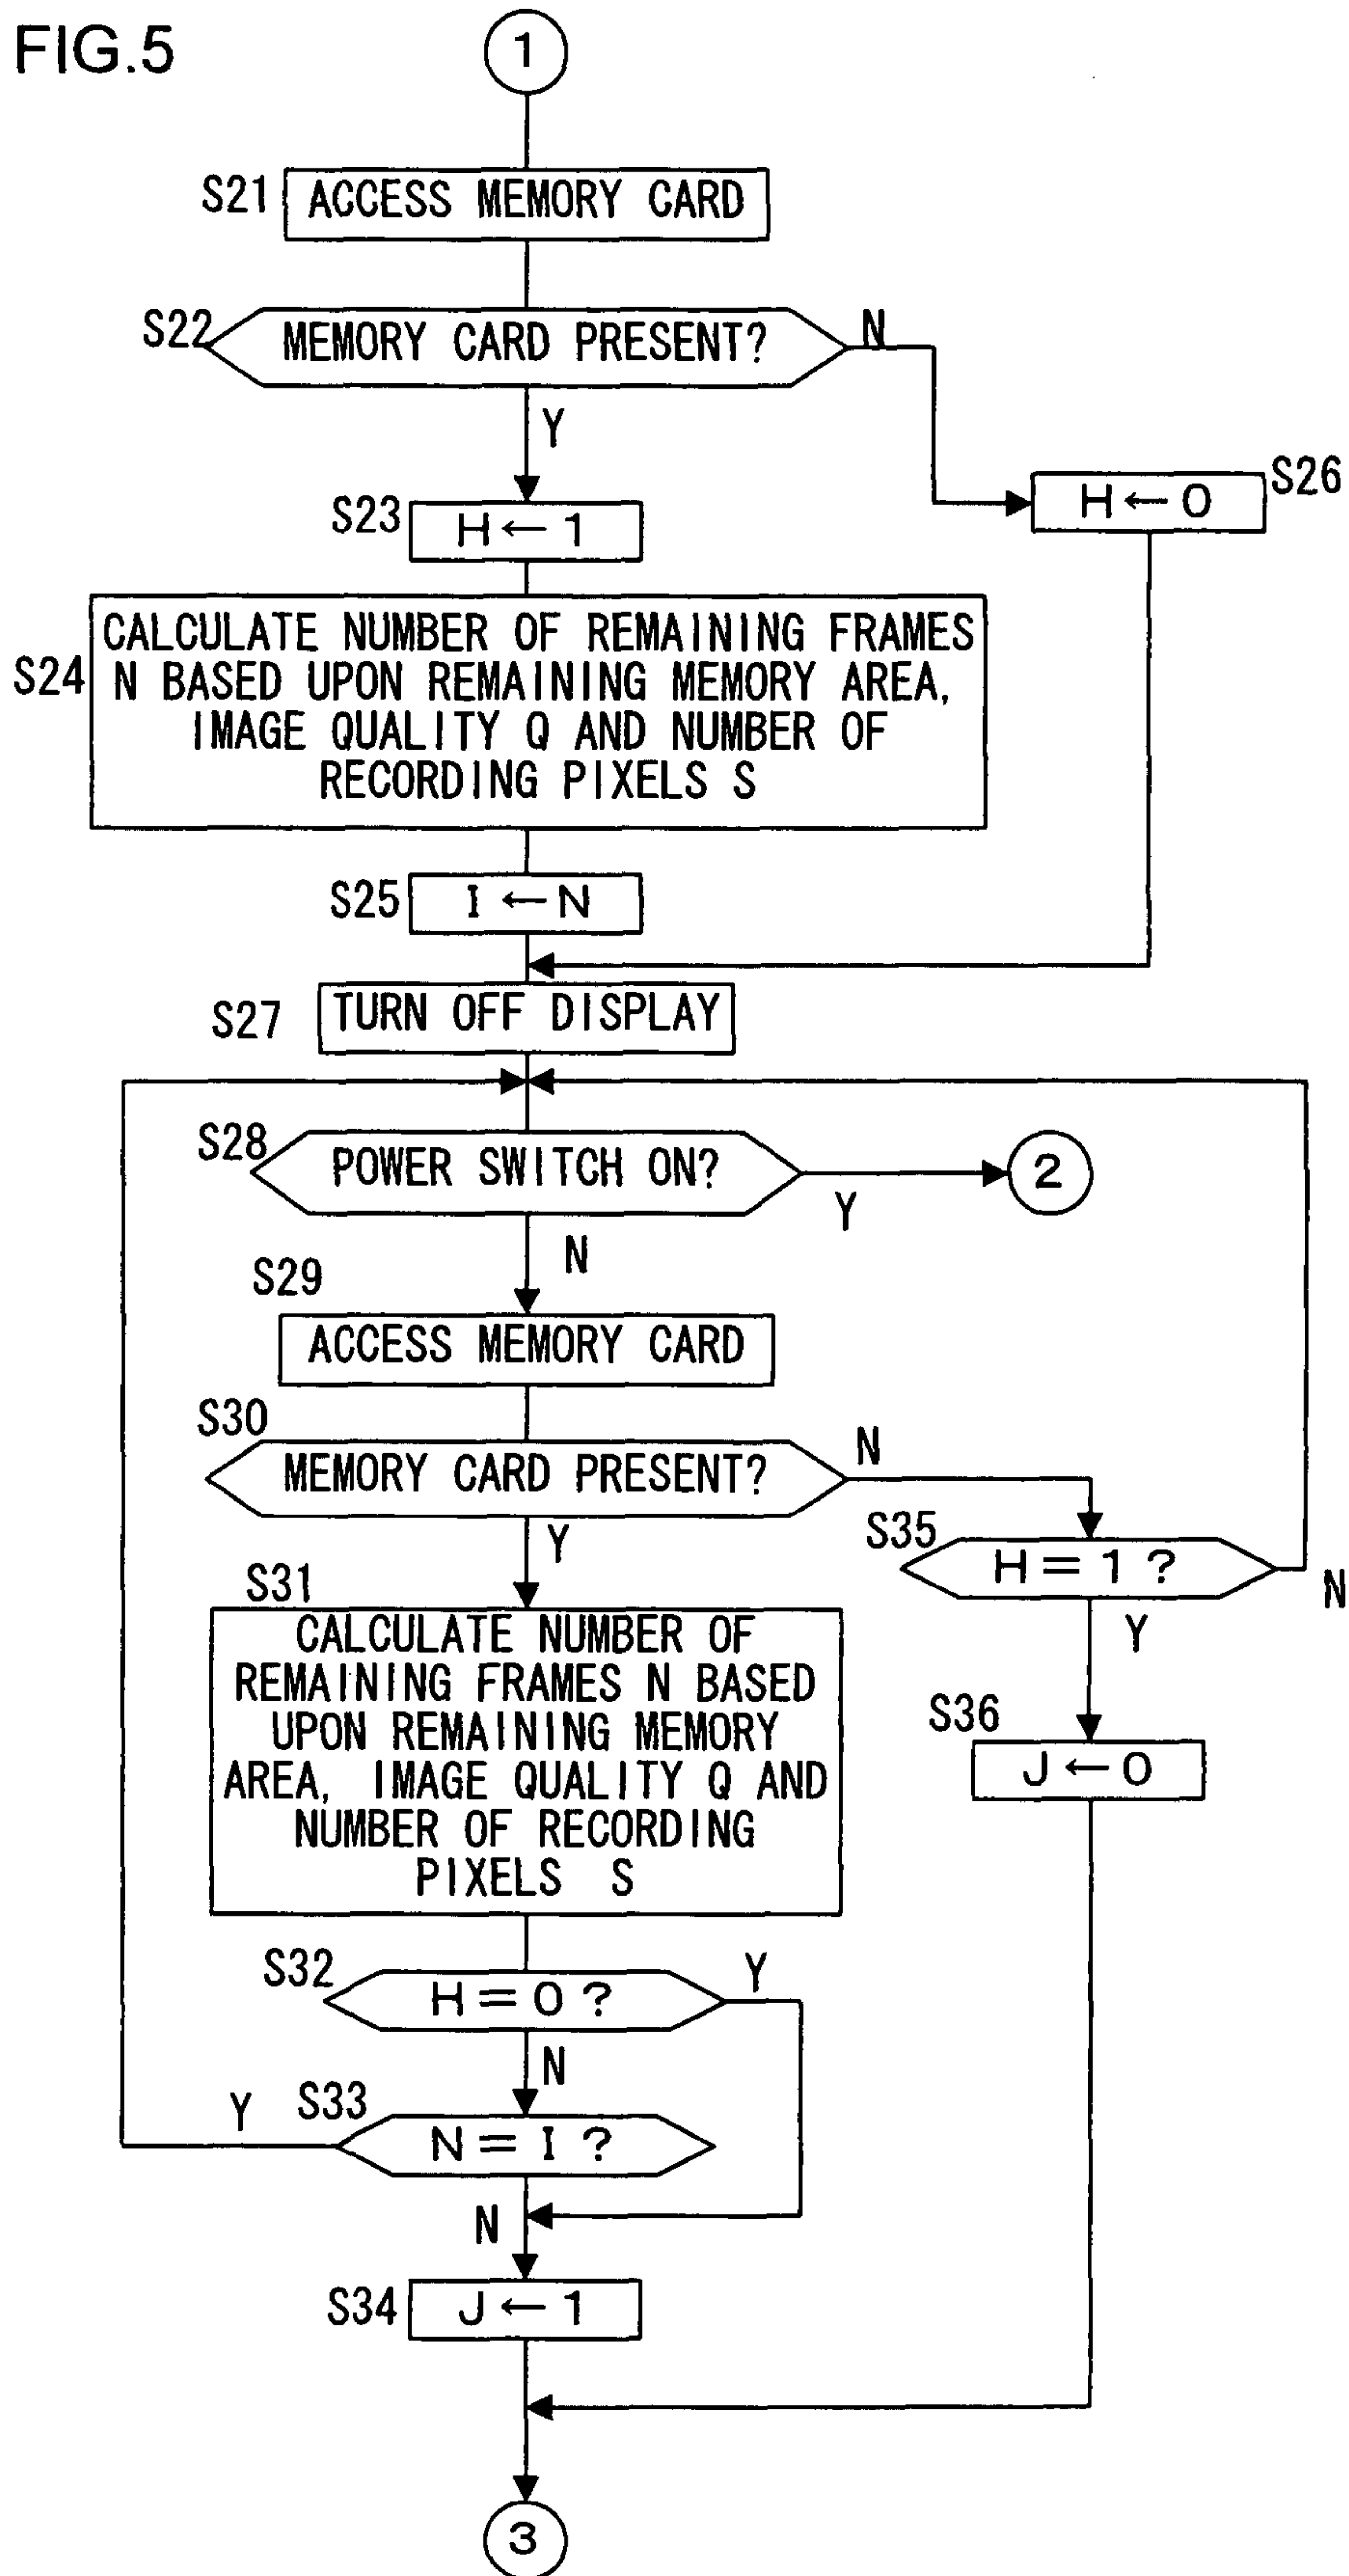 FIG.5
1
S21
ACCESS MEMORY CARD
S22
MEMORY CARD PRESENT?
N
Y
S23
H←1
S26
H←0
S24
CALCULATE NUMBER OF REMAINING FRAMES
N BASED UPON REMAINING MEMORY AREA,
IMAGE QUALITY Q AND NUMBER OF
RECORDING PIXELS S
S25
I←N
S27
TURN OFF DISPLAY
S28
POWER SWITCH ON?
Y
2
N
S29
ACCESS MEMORY CARD
S30
MEMORY CARD PRESENT?
N
Y
S35
H=1?
N
Y
S31
CALCULATE NUMBER OF
REMAINING FRAMES N BASED
UPON REMAINING MEMORY
AREA, IMAGE QUALITY Q AND
NUMBER OF RECORDING
PIXELS S
S36
J←0
S32
H=0?
Y
N
S33
N=I?
Y
N
S34
J←1
3